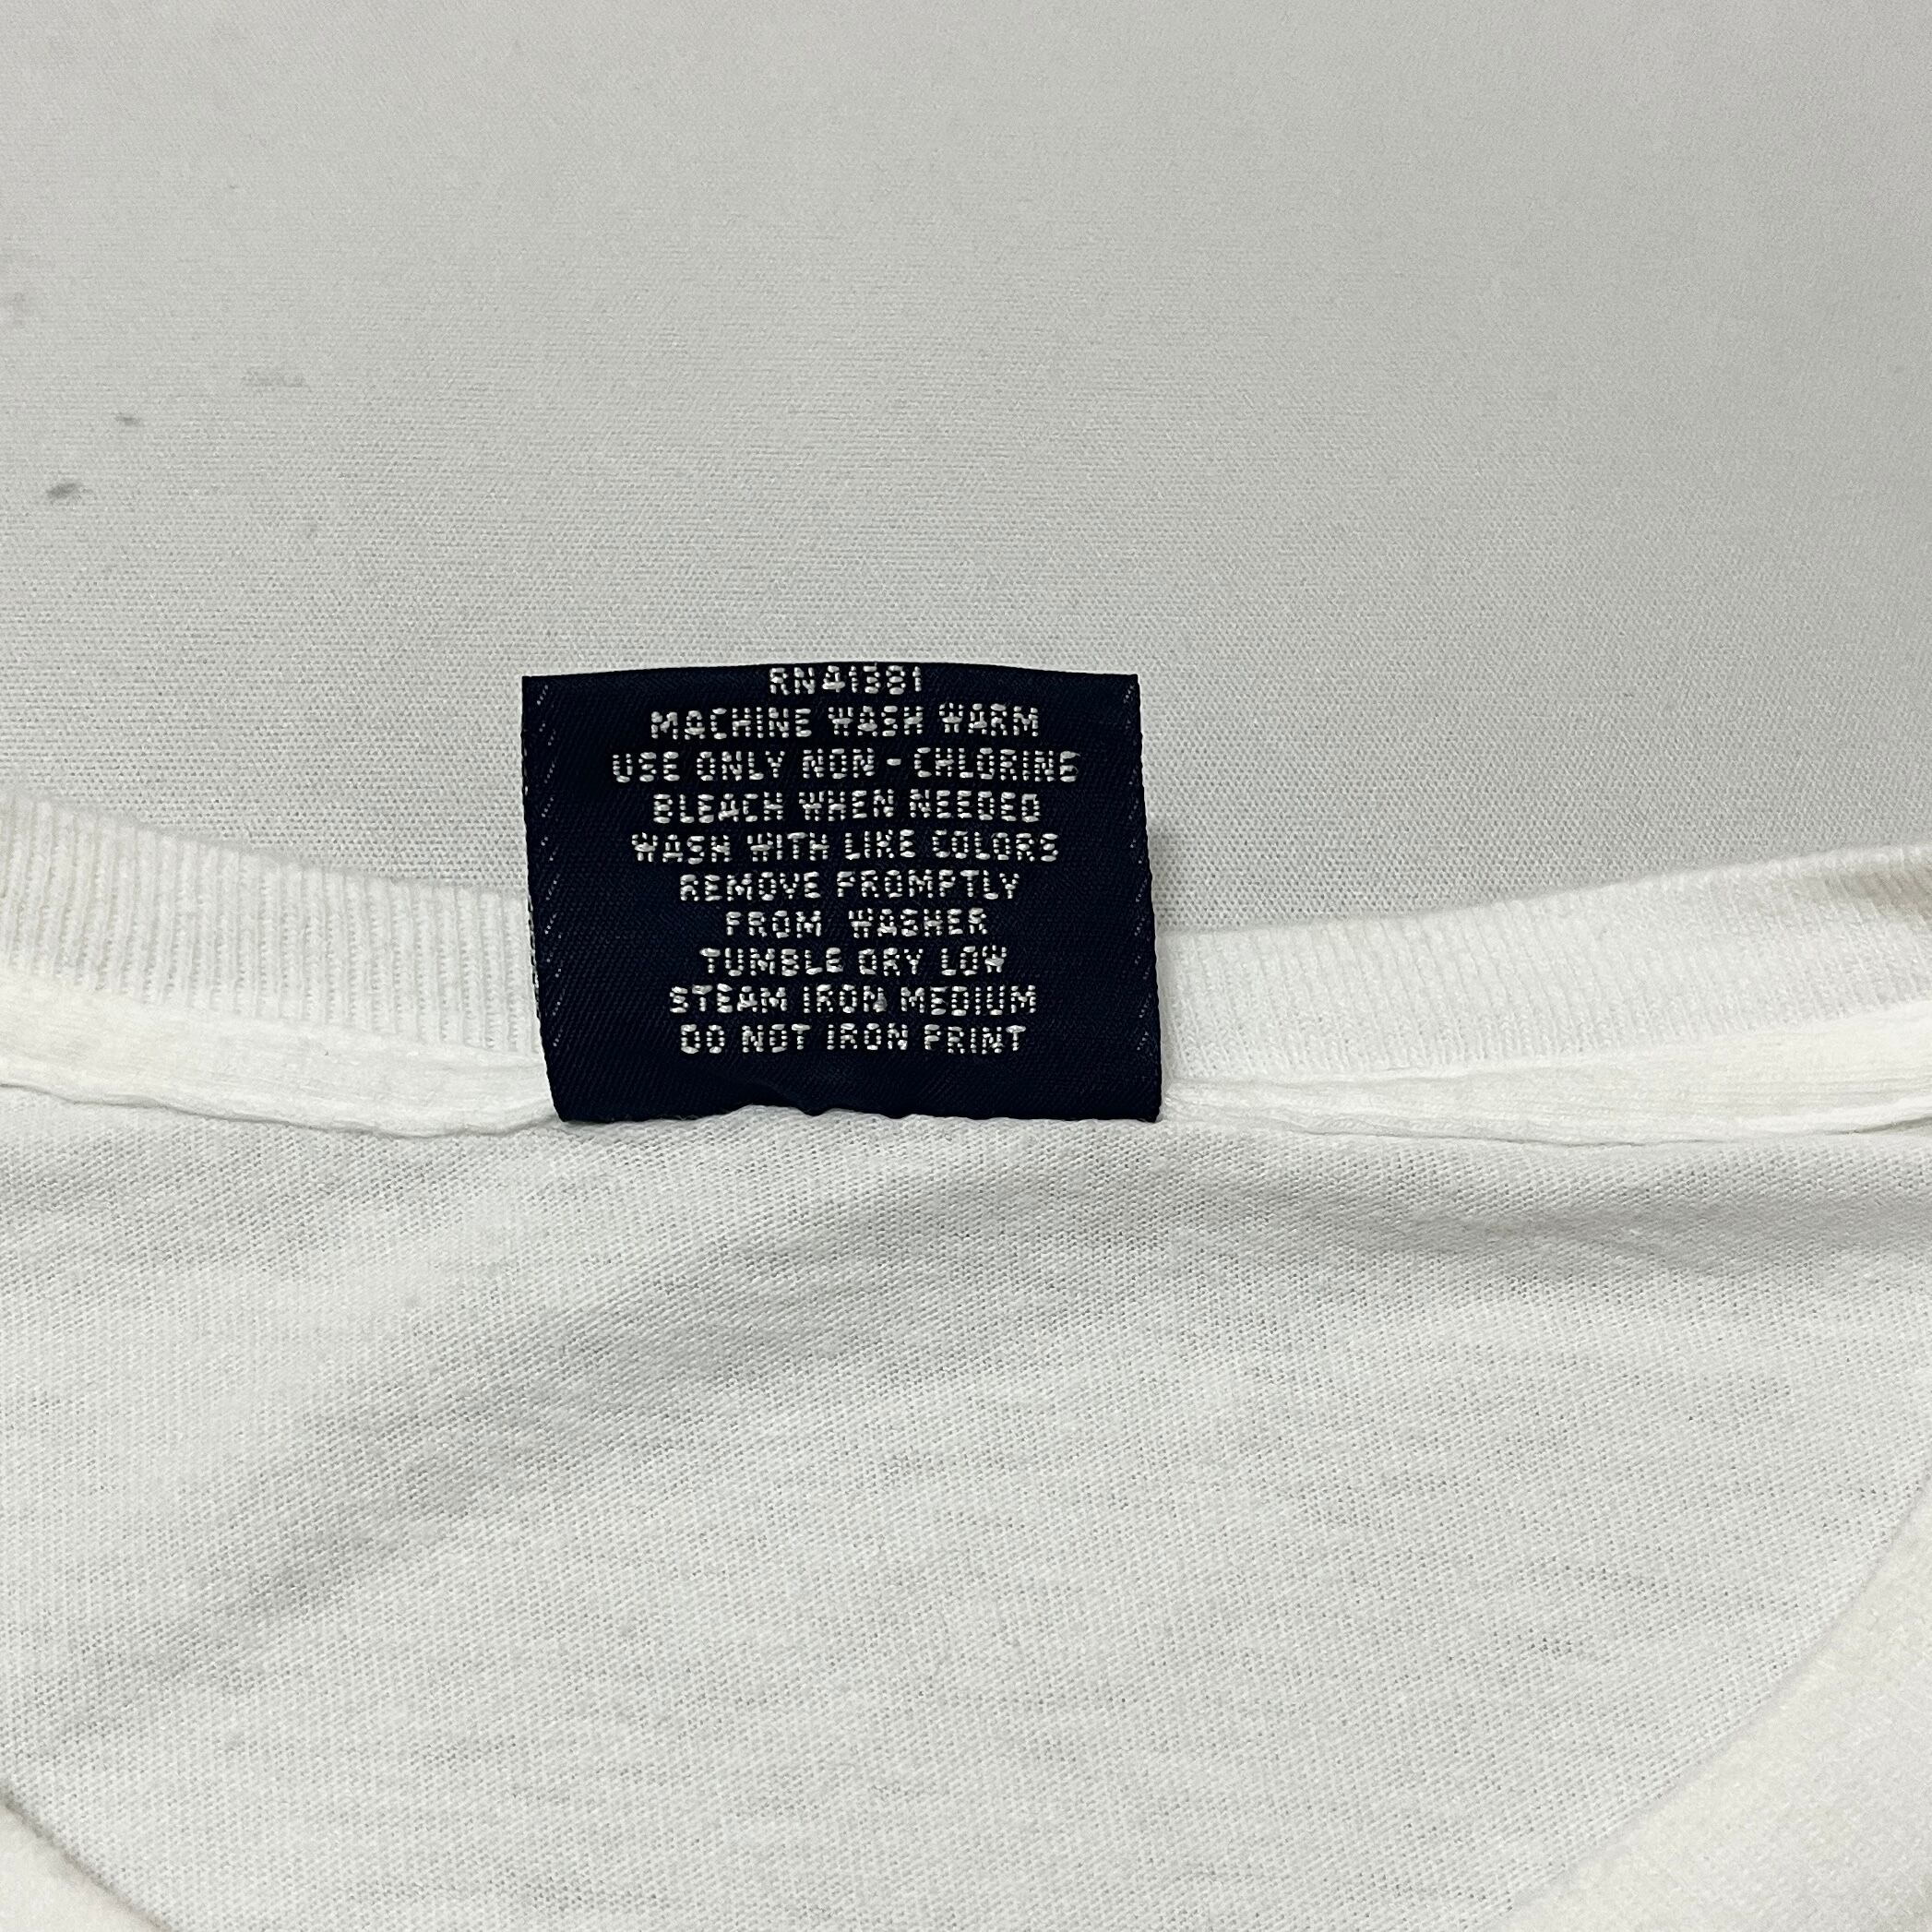 RN41381
MACHINE WASH WARM
USE ONLY NON - CHLORINE
BLEACH WHEN NEEDED
WASH WITH LIKE COLORS
REMOVE PROMPTLY
FROM WASHER
TUMBLE DRY LOW
STEAM IRON MEDIUM
DO NOT IRON PRINT